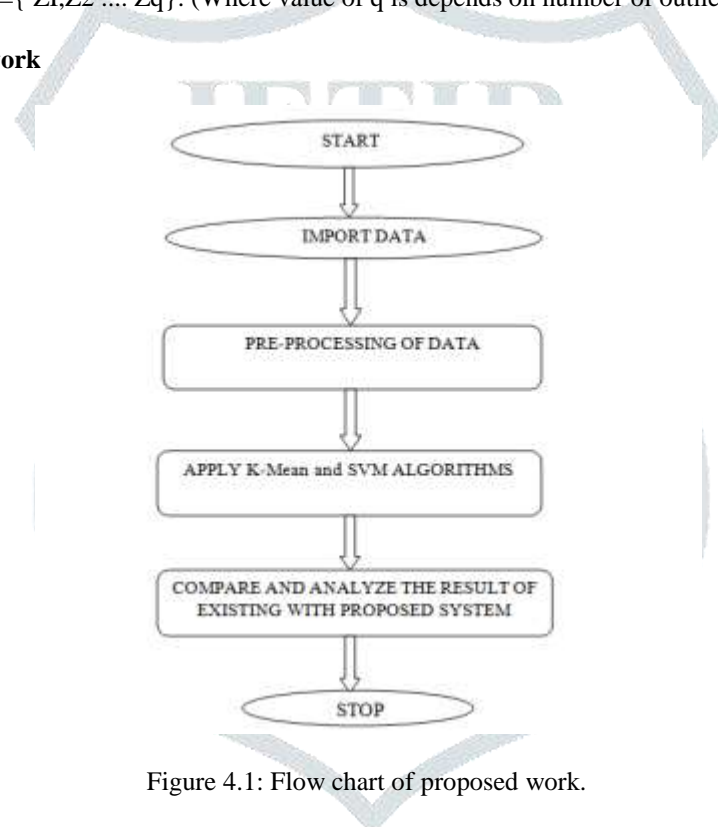 ={ Z1,Z2 .... Zq}. (Where value of q is depends on number of outlie
work
JETIR
START
IMPORT DATA
PRE-PROCESSING OF DATA
APPLY K-Mean and SVM ALGORITHMS
COMPARE AND ANALYZE THE RESULT OF
EXISTING WITH PROPOSED SYSTEM
STOP
Figure 4.1: Flow chart of proposed work.